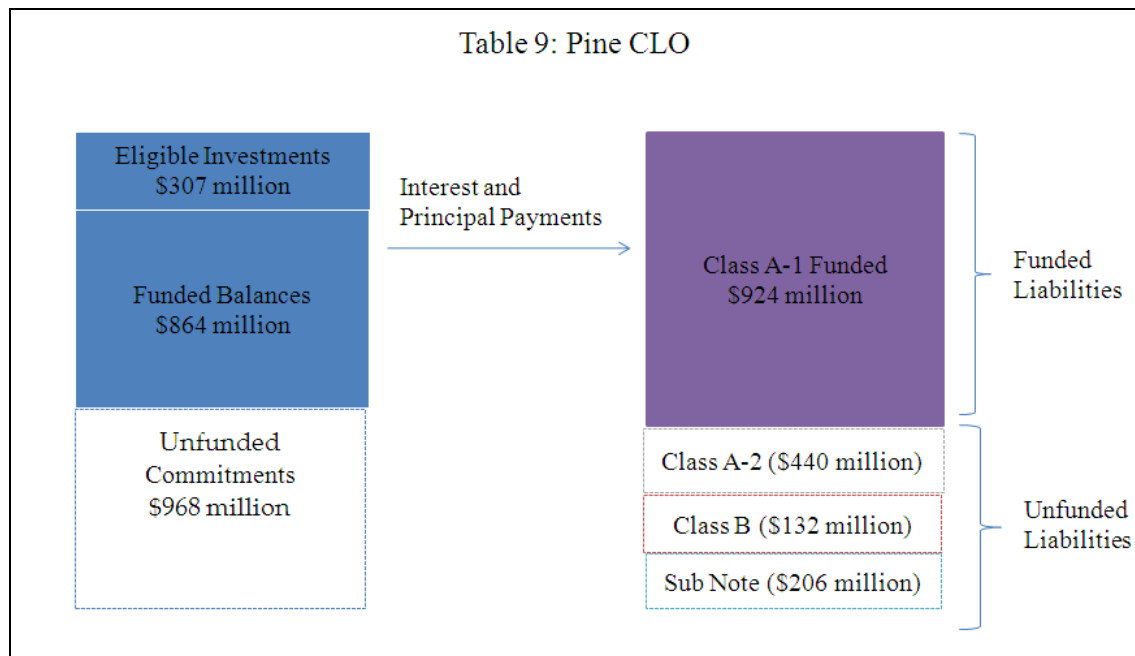 Table 9: Pine CLO
Eligible Investments
$307 million
Funded Balances
$864 million
Unfunded
Commitments
$968 million
Interest and
Principal Payments
Class A-1 Funded
$924 million
Class A-2 ($440 million)
Class B ($132 million)
Sub Note ($206 million)
Funded
Liabilities
Unfunded
Liabilities